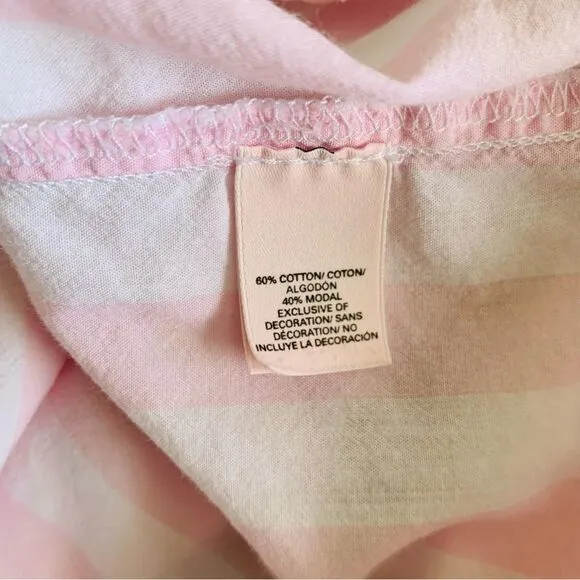 60% COTTON/ COTON/
ALGODÓN
40% MODAL
EXCLUSIVE OF
DECORATION/ SANS
DÉCORATION/ NO
INCLUYE LA DECORACIÓN